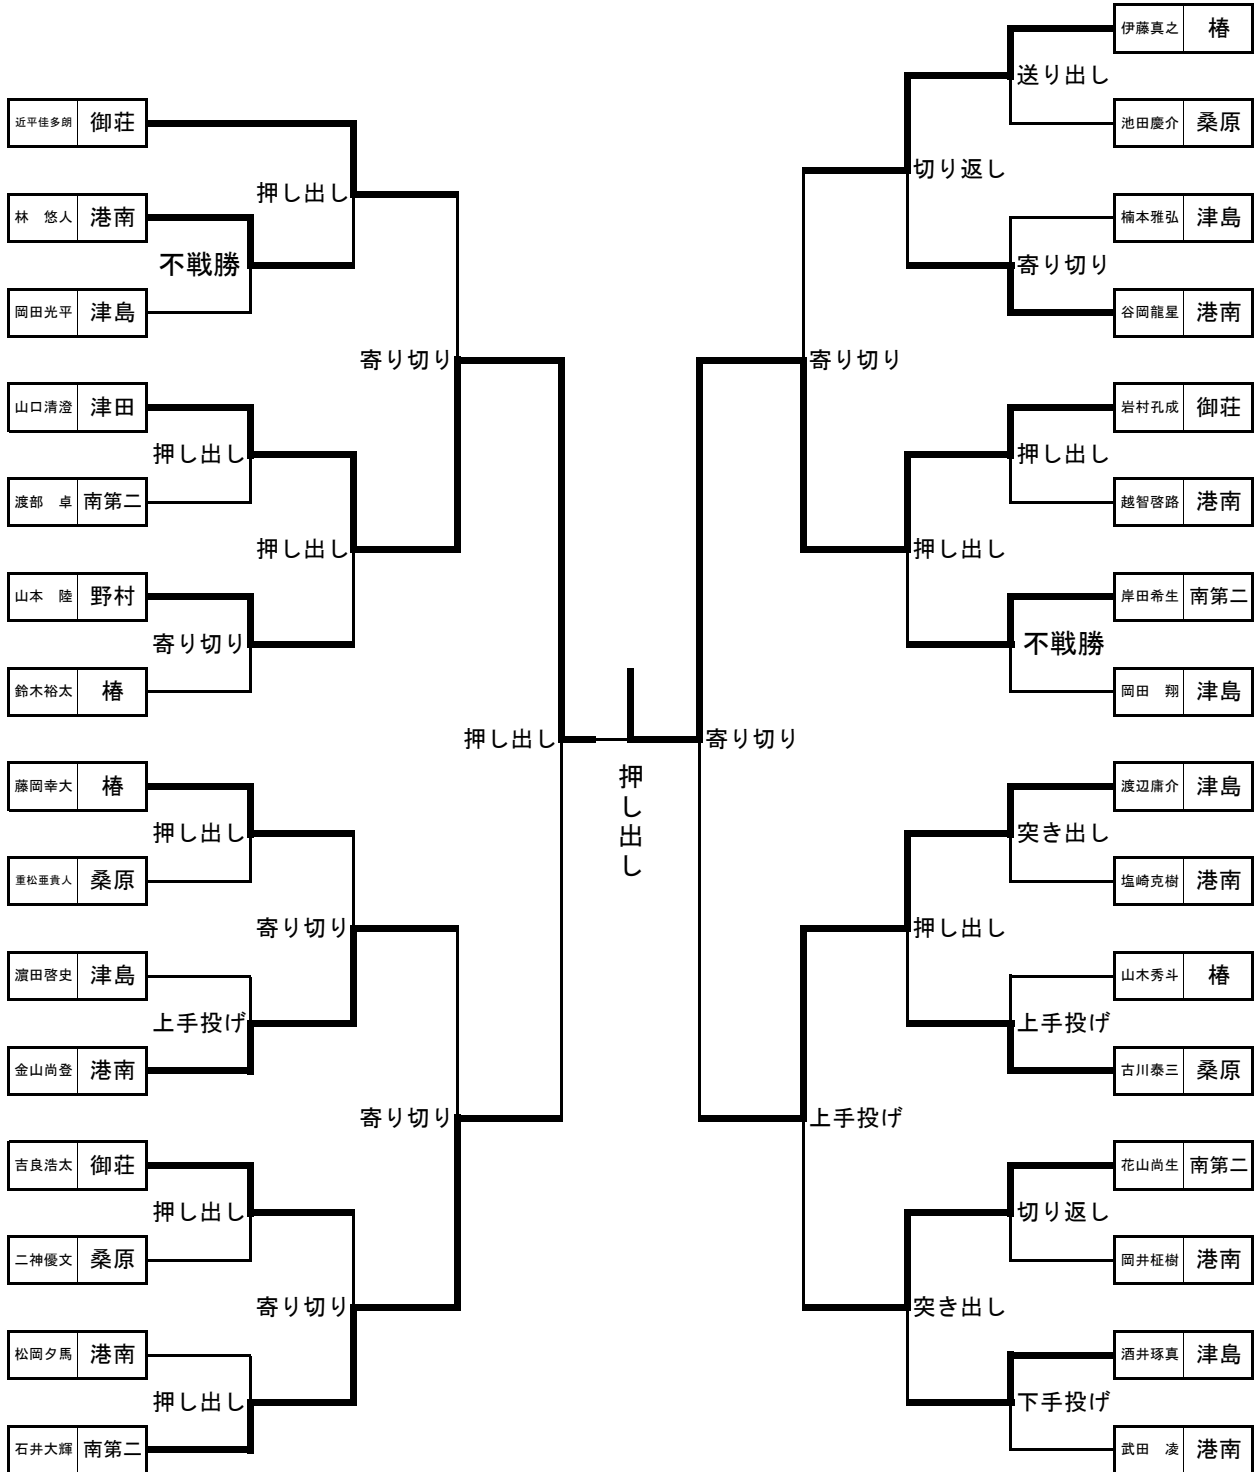 近平佳多朗 御荘
押し出し
林　悠人 港南
不戦勝
岡田光平 津島
寄り切り
山口清澄 津田
押し出し
渡部　卓 南第二
押し出し
山本　陸 野村
寄り切り
鈴木裕太 椿
押し出し
藤岡幸大 椿
押し出し
重松亜貴人 桑原
寄り切り
濵田啓史 津島
上手投げ
金山尚登 港南
寄り切り
吉良浩太 御荘
押し出し
二神優文 桑原
寄り切り
松岡夕馬 港南
押し出し
石井大輝 南第二
押し出し
伊藤真之 椿
送り出し
池田慶介 桑原
切り返し
楠本雅弘 津島
寄り切り
谷岡龍星 港南
寄り切り
岩村孔成 御荘
押し出し
越智啓路 港南
押し出し
岸田希生 南第二
不戦勝
岡田　翔 津島
寄り切り
渡辺庸介 津島
突き出し
塩崎克樹 港南
押し出し
山木秀斗 椿
上手投げ
古川泰三 桑原
上手投げ
花山尚生 南第二
切り返し
岡井柾樹 港南
突き出し
酒井琢真 津島
下手投げ
武田　凌 港南